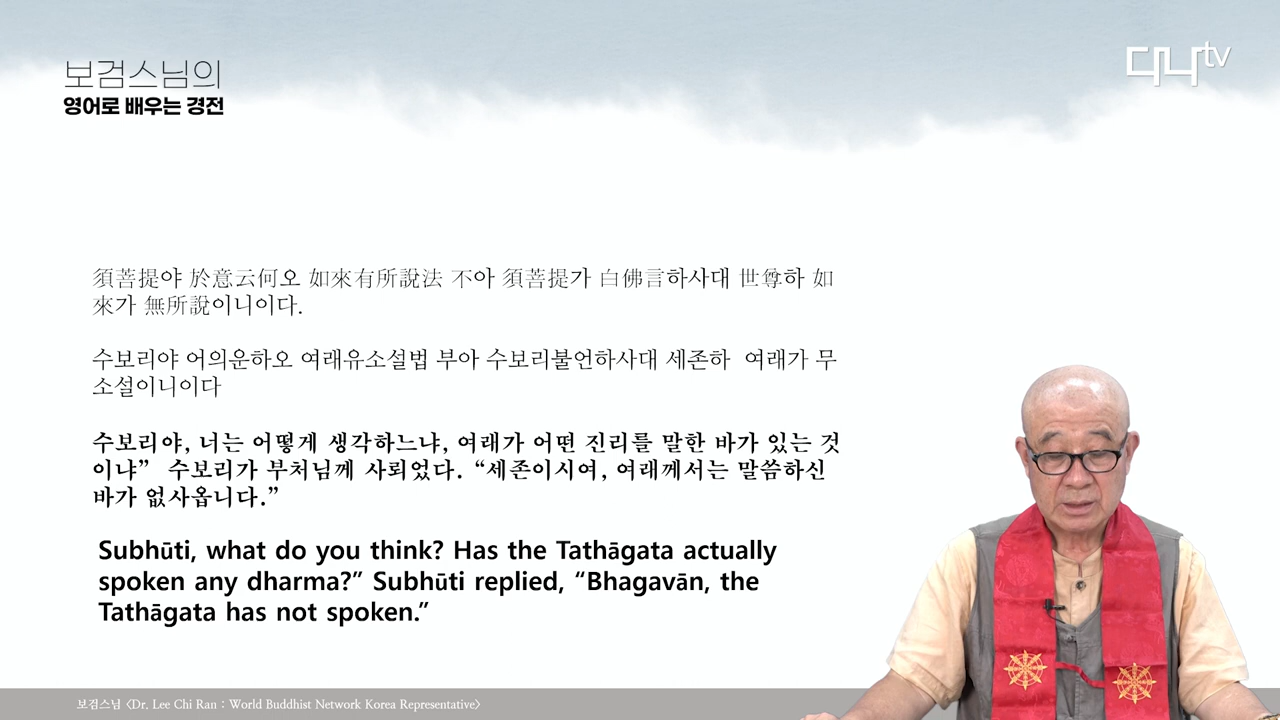 보검스님의
영어로 배우는 경전
다나tv
須菩提야 於意云何오 如來有所說法 不아 須菩提가 白佛言하사대 世尊하 如
來가 無所說이니이다.
수보리야 어의운하오 여래유소설법 부아 수보리불언하사대 세존하 여래가 무
소설이니이다
수보리야, 너는 어떻게 생각하느냐, 여래가 어떤 진리를 말한 바가 있는 것
이냐” 수보리가 부처님께 사뢰었다. “세존이시여, 여래께서는 말씀하신
바가 없사옵니다.”
Subhūti, what do you think? Has the Tathāgata actually
spoken any dharma?” Subhūti replied, “Bhagavān, the
Tathāgata has not spoken.”
보검스님 <Dr. Lee Chi Ran : World Buddhist Network Korea Representative>